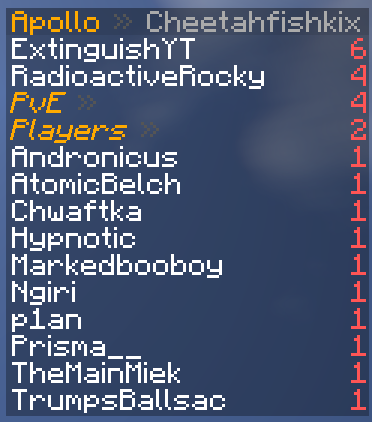 Apollo » Cheetahfishkix
ExtinguishYT 6
RadioactiveRocky 4
PvE » 4
Players » 2
Andronicus 1
AtomicBelch 1
Chwaftka 1
Hypnotic 1
Markedbooboy 1
Ngiri 1
p1an 1
Prisma__ 1
TheMainMiek 1
TrumpsBallsac 1